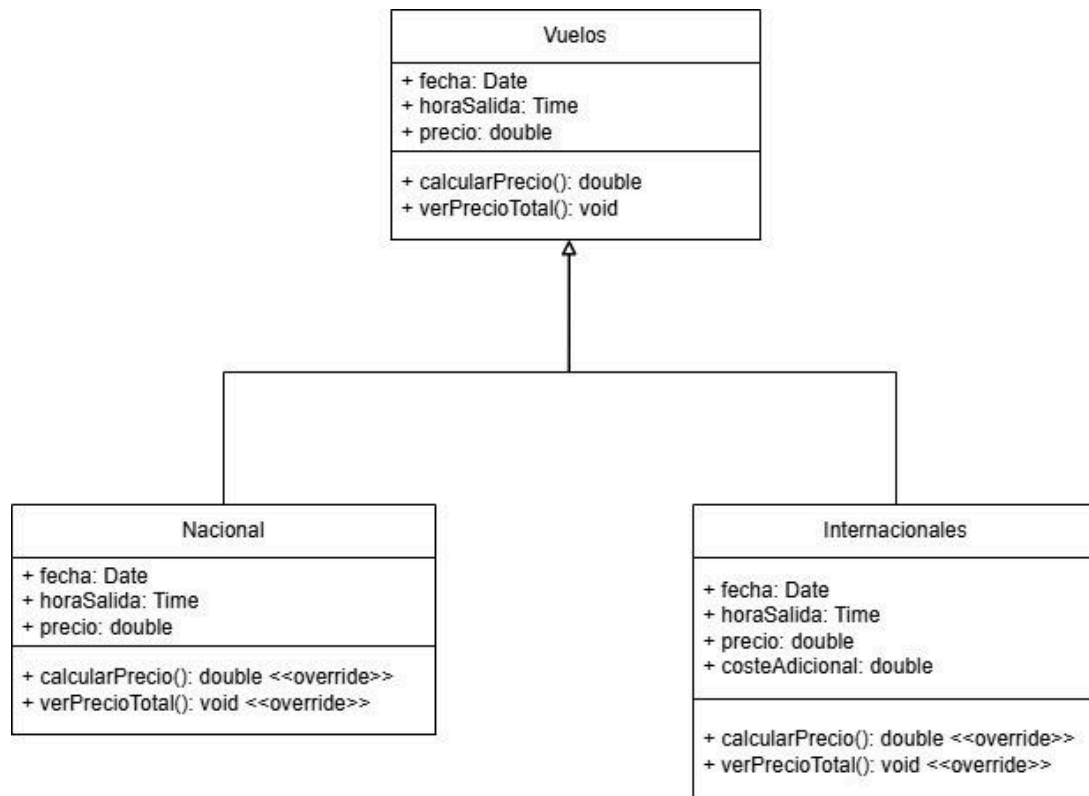 Vuelos
+ fecha: Date
+ horaSalida: Time
+ precio: double
+ calcularPrecio(): double
+ verPrecioTotal(): void
Nacional
+ fecha: Date
+ horaSalida: Time
+ precio: double
+ calcularPrecio(): double <<override>>
+ verPrecioTotal(): void <<override>>
Internacionales
+ fecha: Date
+ horaSalida: Time
+ precio: double
+ costeAdicional: double
+ calcularPrecio(): double <<override>>
+ verPrecioTotal(): void <<override>>